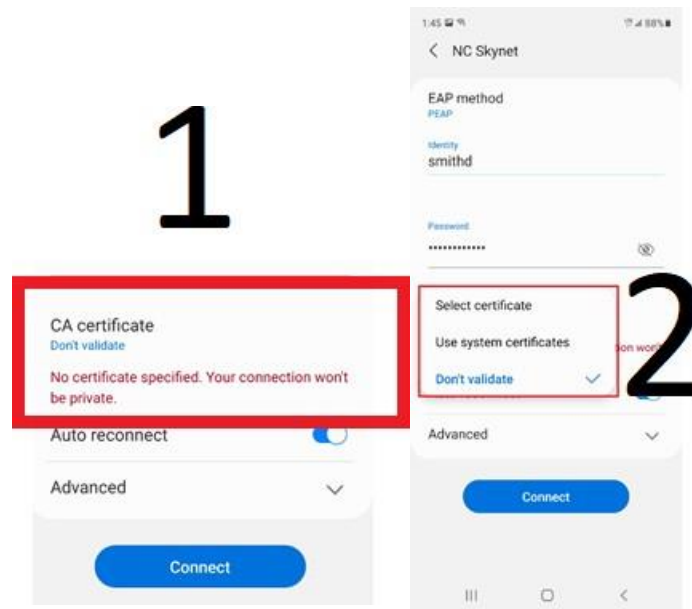 1
CA certificate
Don't validate
No certificate specified. Your connection won't
be private.
Auto reconnect
Advanced
Connect
1:45
88%
NC Skynet
EAP method
PEAP
Identity
smithd
Password
••••••••••••
Select certificate
Use system certificates
Don't validate
2
Advanced
Connect